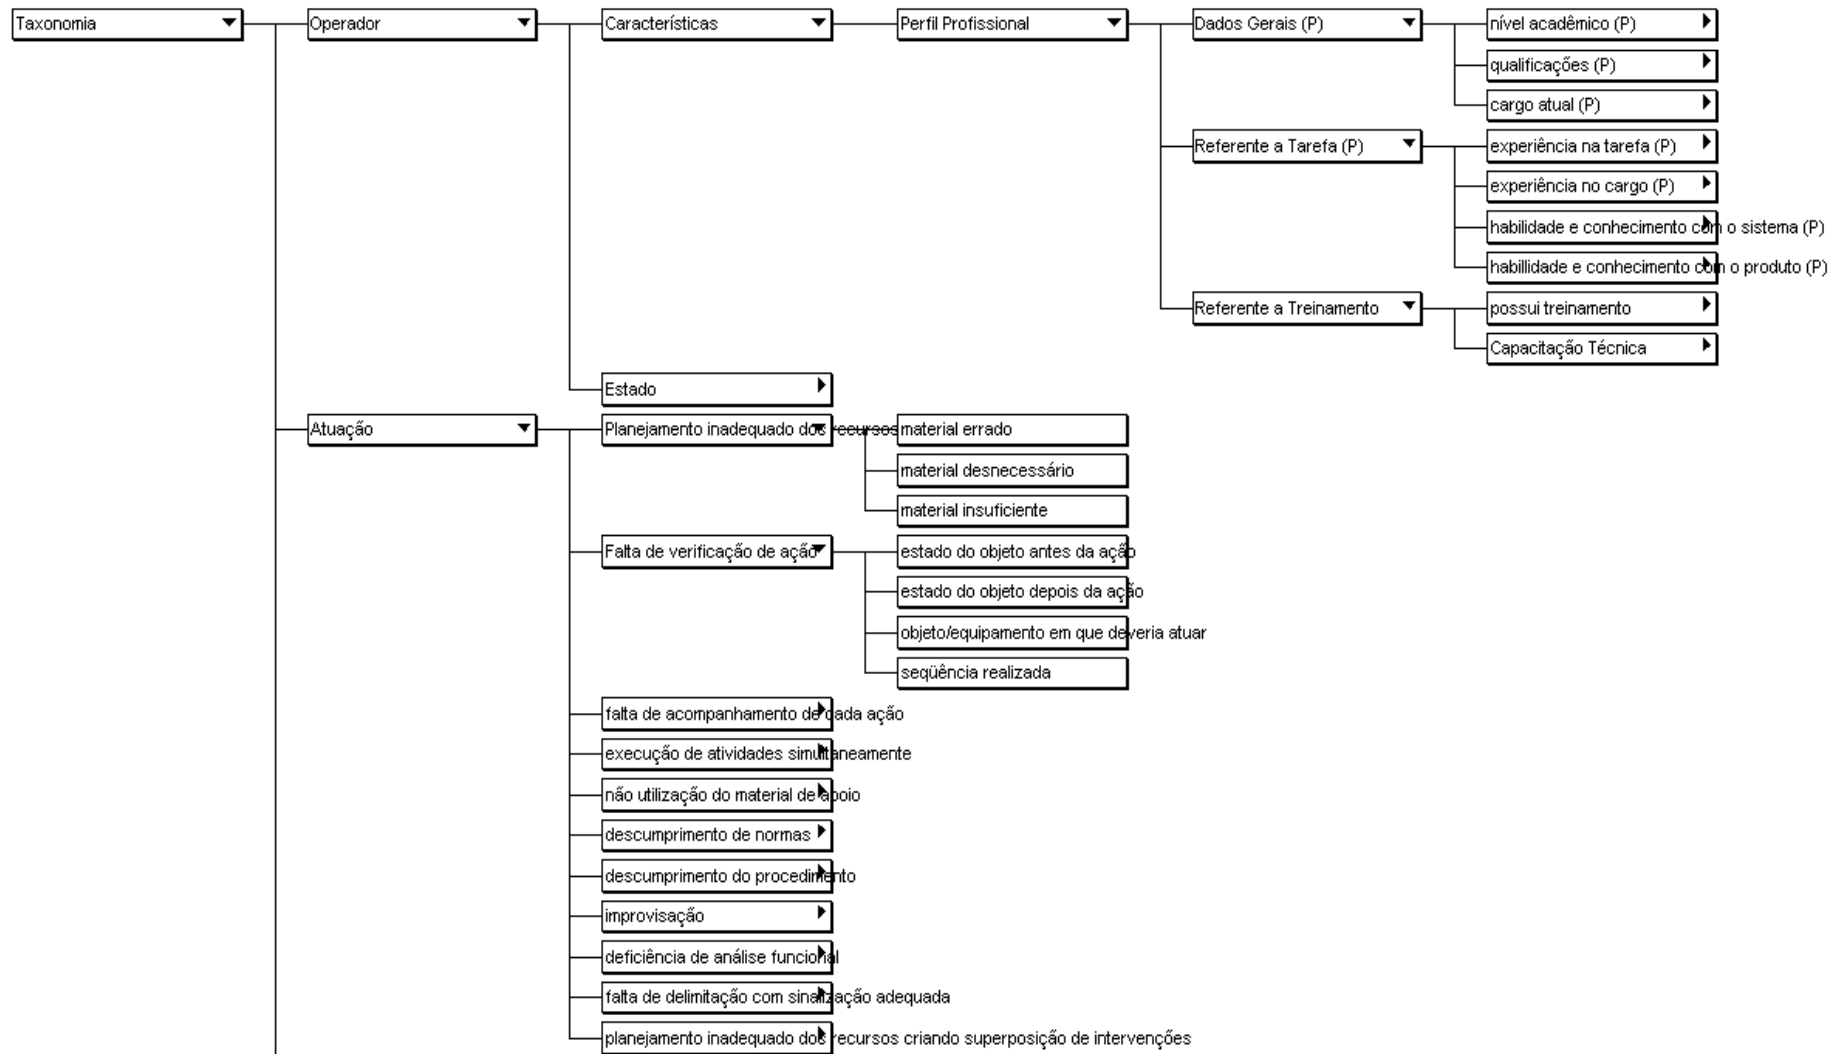 Taxonomia
Operador
Características
Perfil Profissional
Dados Gerais (P)
nível acadêmico (P)
qualificações (P)
cargo atual (P)
Referente a Tarefa (P)
experiência na tarefa (P)
experiência no cargo (P)
habilidade e conhecimento com o sistema (P)
habillidade e conhecimento com o produto (P)
Referente a Treinamento
possui treinamento
Capacitação Técnica
Estado
Atuação
Planejamento inadequado dos recursos
material errado
material desnecessário
material insuficiente
Falta de verificação de ação
estado do objeto antes da ação
estado do objeto depois da ação
objeto/equipamento em que deveria atuar
seqüência realizada
falta de acompanhamento de cada ação
execução de atividades simultaneamente
não utilização do material de apoio
descumprimento de normas
descumprimento do procedimento
improvisação
deficiência de análise funcional
falta de delimitação com sinalização adequada
planejamento inadequado dos recursos criando superposição de intervenções